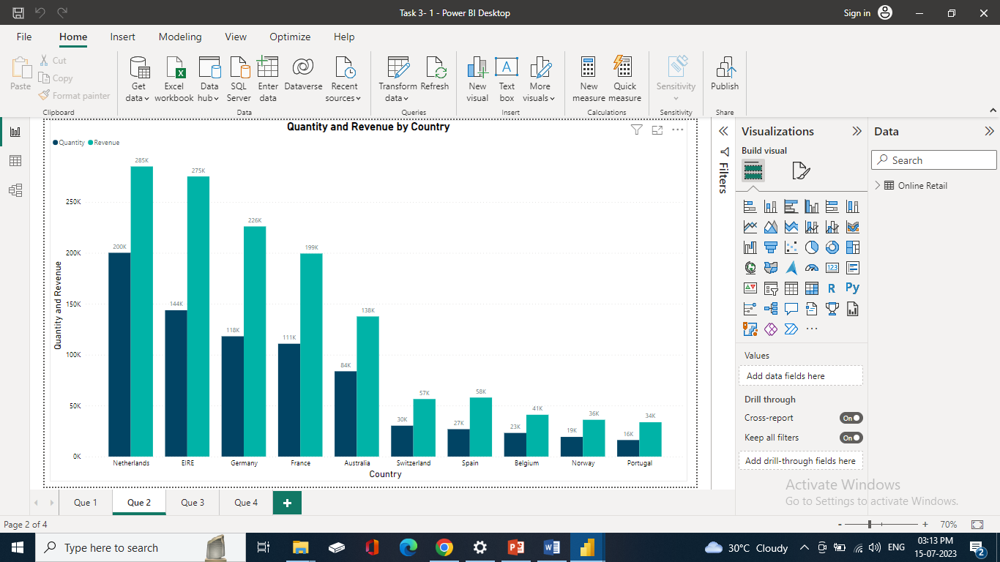 Task 3- 1 - Power BI Desktop
Sign in
File Home Insert Modeling View Optimize Help
Paste
Cut
Copy
Format painter
Clipboard
Get data
Excel workbook
Data hub
SQL Server
Enter data
Dataverse
Recent sources
Data
Transform data
Refresh
Queries
New visual
Text box
More visuals
Insert
New measure
Quick measure
Calculations
Sensitivity
Sensitivity
Publish
Share
Quantity and Revenue by Country
Quantity Revenue
Quantity and Revenue
250K
200K
150K
100K
50K
0K
200K 285K
144K 275K
118K 226K
111K 199K
84K 138K
30K 57K
27K 58K
23K 41K
19K 36K
16K 34K
Netherlands EIRE Germany France Australia Switzerland Spain Belgium Norway Portugal
Country
Filters
Visualizations
Build visual
123
R Py
Values
Add data fields here
Drill through
Cross-report On
Keep all filters On
Add drill-through fields here
Data
Search
Online Retail
Activate Windows
Go to Settings to activate Windows.
Que 1 Que 2 Que 3 Que 4 +
Page 2 of 4
- + 70%
Type here to search
30°C Cloudy
ENG
03:13 PM
15-07-2023
2